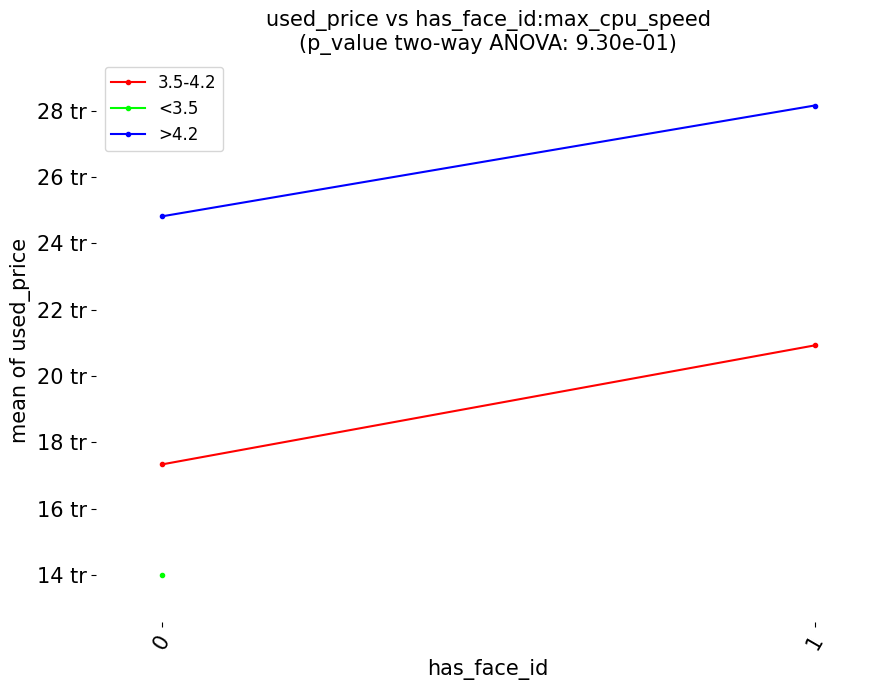 used_price vs has_face_id:max_cpu_speed
(p_value two-way ANOVA: 9.30e-01)
3.5-4.2
<3.5
>4.2
28 tr
26 tr
24 tr
22 tr
20 tr
18 tr
16 tr
14 tr
mean of used_price
0
1
has_face_id